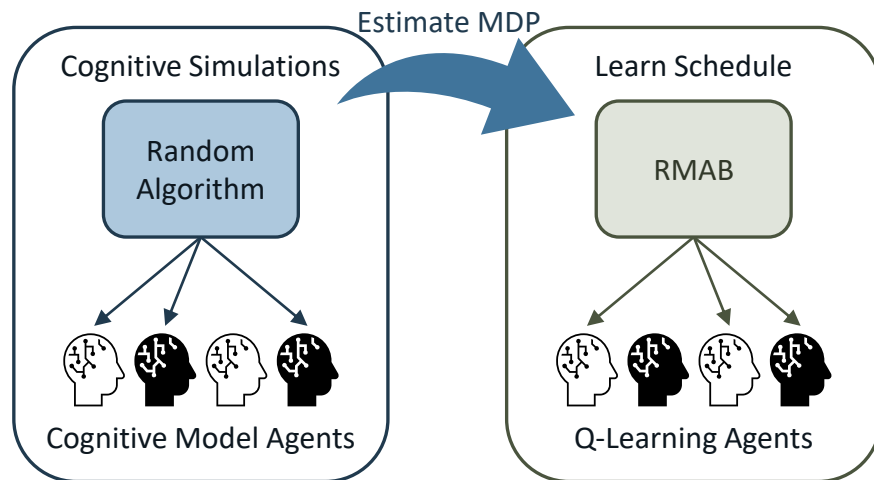 Estimate MDP
Cognitive Simulations
Random
Algorithm
Cognitive Model Agents
Learn Schedule
RMAB
Q-Learning Agents